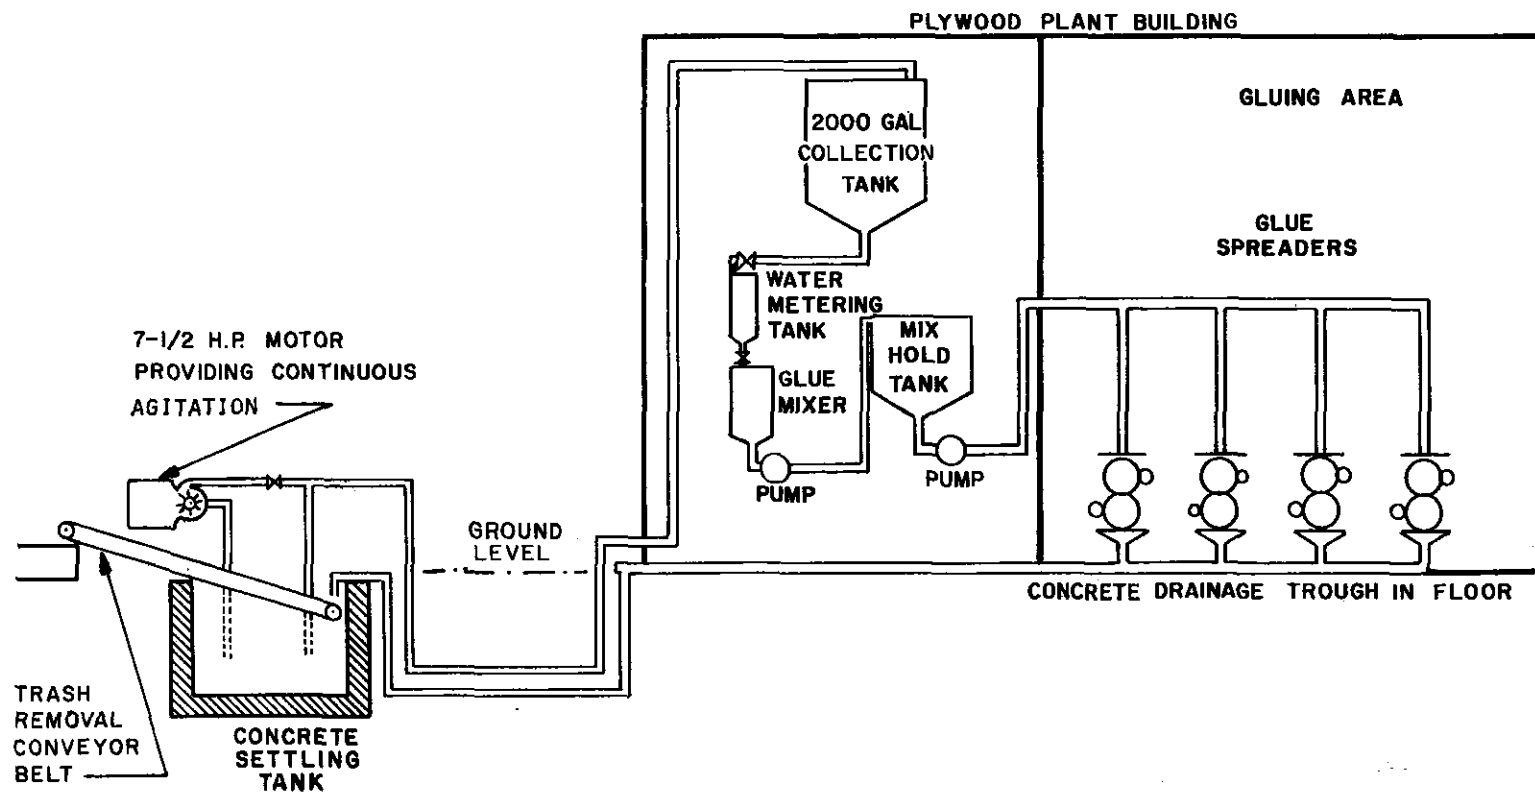 PLYWOOD PLANT BUILDING
GLUING AREA
2000 GAL
COLLECTION
TANK
GLUE
SPREADERS
WATER
METERING
TANK
MIX
HOLD
TANK
7-1/2 H.P. MOTOR
PROVIDING CONTINUOUS
AGITATION
GLUE
MIXER
PUMP
PUMP
GROUND
LEVEL
CONCRETE DRAINAGE TROUGH IN FLOOR
TRASH
REMOVAL
CONVEYOR
BELT
CONCRETE
SETTLING
TANK